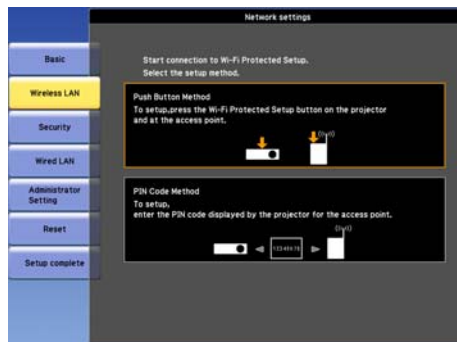 Network settings
Basic
Wireless LAN
Security
Wired LAN
Administrator
Setting
Reset
Setup complete
Start connection to Wi-Fi Protected Setup.
Select the setup method.
Push Button Method
To setup,press the Wi-Fi Protected Setup button on the projector
and at the access point.
PIN Code Method
To setup,
enter the PIN code displayed by the projector for the access point.
12345678